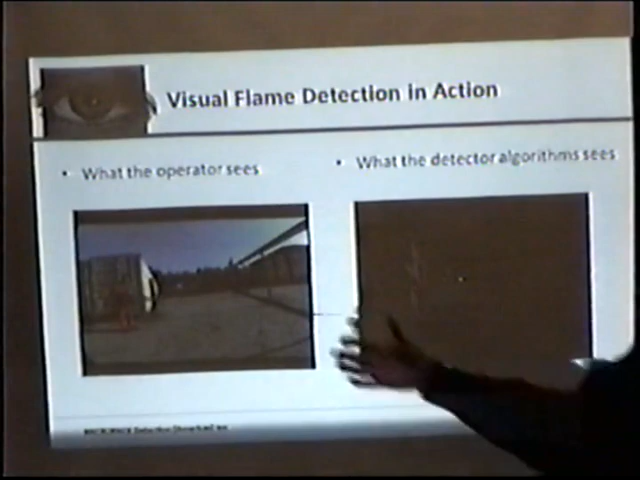 Visual Flame Detection in Action
• What the operator sees
• What the detector algorithms sees